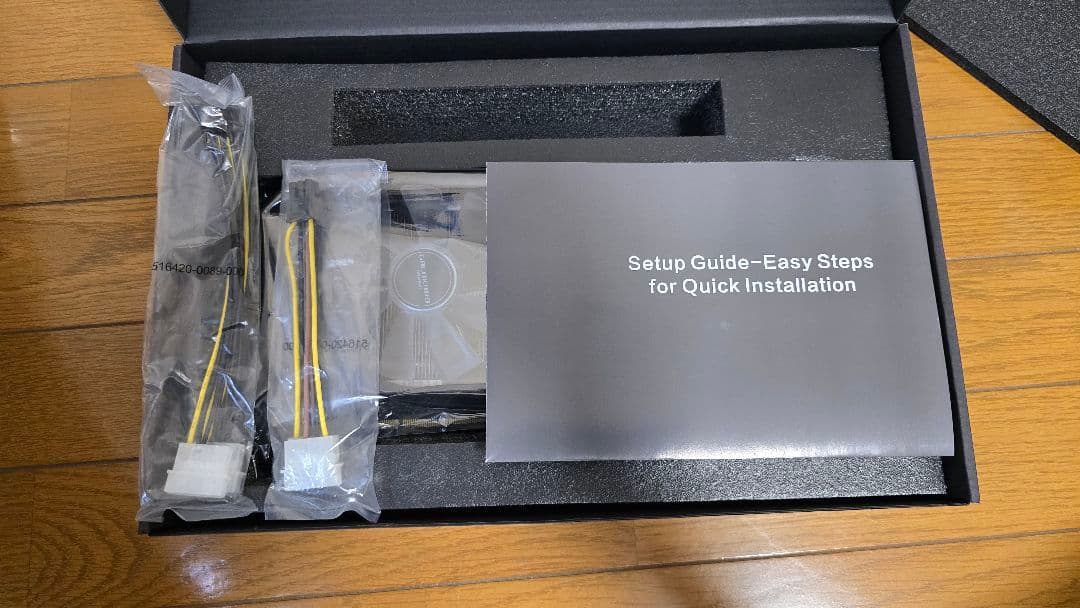 516420-0089-000
Setup Guide-Easy Steps
for Quick Installation